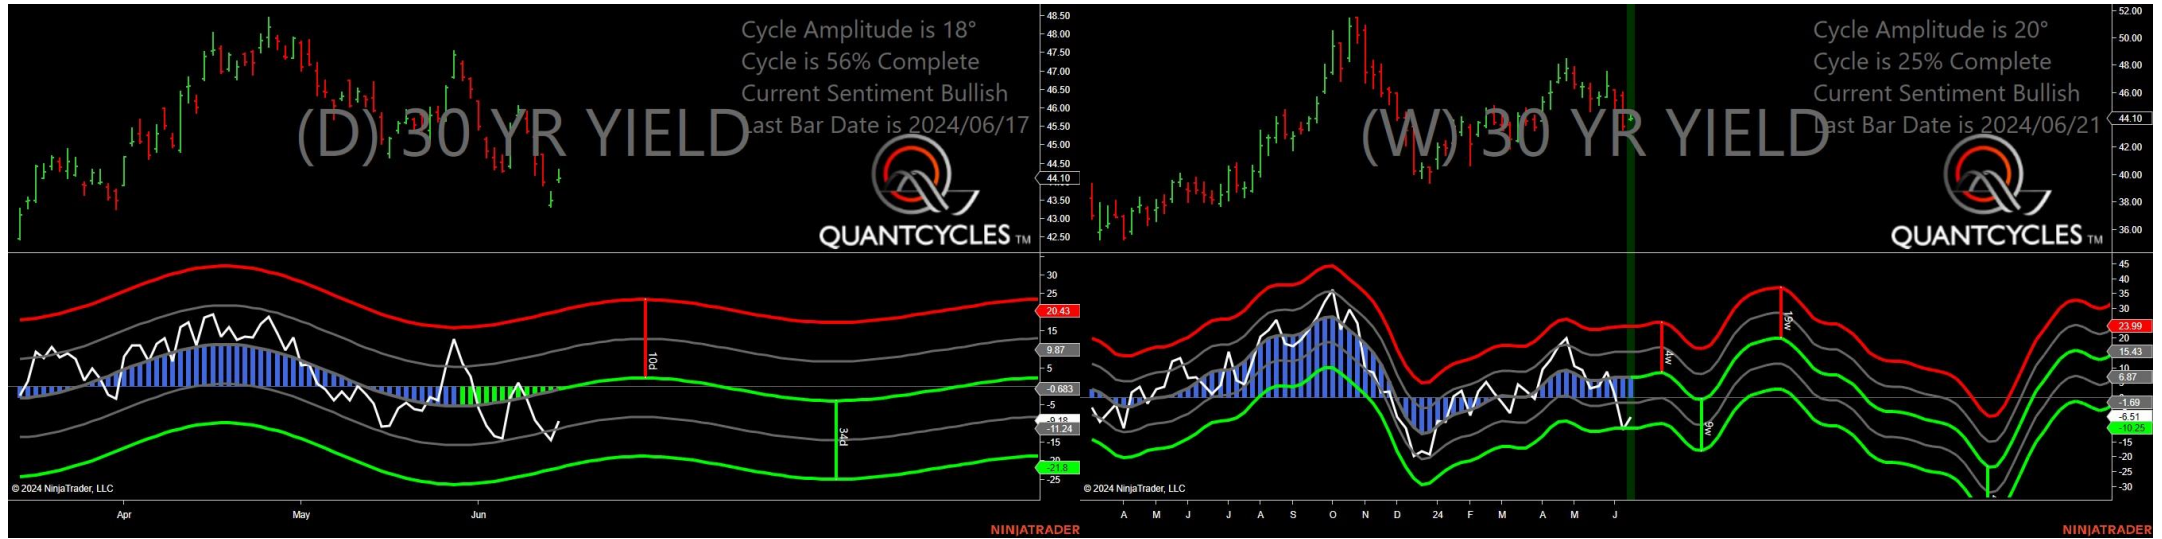 Cycle Amplitude is 18°
Cycle is 56% Complete
Current Sentiment Bullish
Last Bar Date is 2024/06/17
(D) 30 YR YIELD
QUANTCYCLES TM
48.50
48.00
47.50
47.00
46.50
46.00
45.50
45.00
44.50
44.10
43.50
43.00
42.50
30
25
20.43
15
9.87
5
-0.683
-5
-11.24
-15
-21.8
-25
10d
34d
© 2024 NinjaTrader, LLC
Apr
May
Jun
NINJATRADER
Cycle Amplitude is 20°
Cycle is 25% Complete
Current Sentiment Bullish
Last Bar Date is 2024/06/21
(W) 30 YR YIELD
QUANTCYCLES TM
52.00
50.00
48.00
46.00
44.10
42.00
40.00
38.00
36.00
45
35
30
23.99
20
15.43
10
6.87
-1.69
-6.51
-10.25
-15
-20
-25
-30
4w
9w
19w
© 2024 NinjaTrader, LLC
A M J J A S O N D 24 F M A M J
NINJATRADER